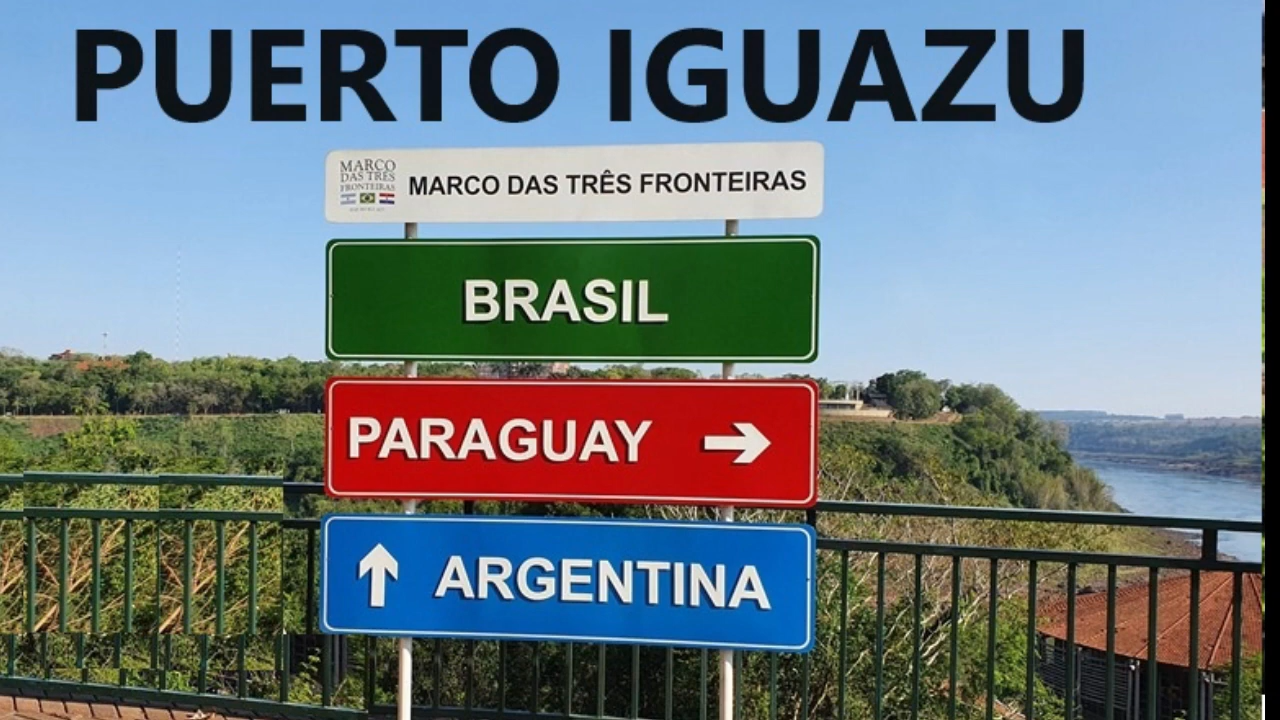 PUERTO IGUAZU
MARCO
DAS TRÊS
FRONTEIRAS
MARCO DAS TRÊS FRONTEIRAS
BRASIL
PARAGUAY
ARGENTINA